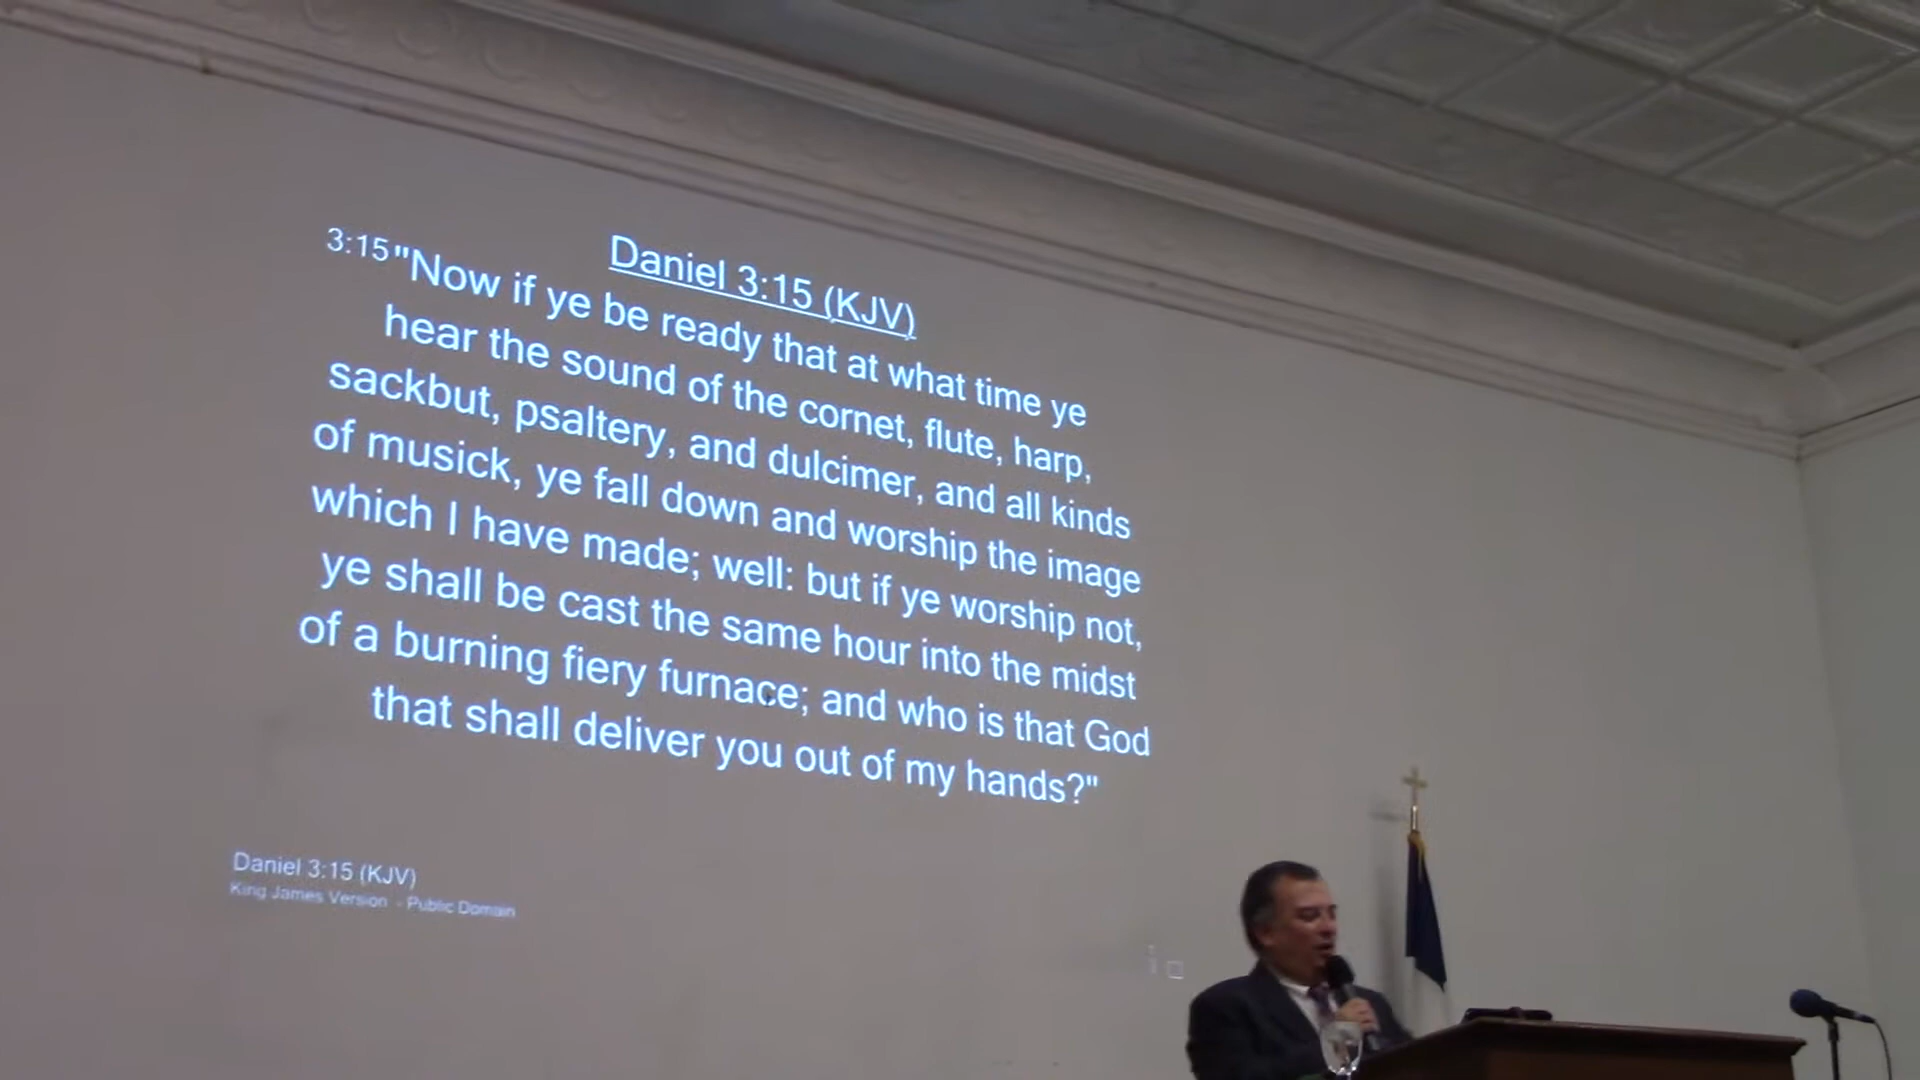 Daniel 3:15 (KJV)
3:15 "Now if ye be ready that at what time ye
hear the sound of the cornet, flute, harp,
sackbut, psaltery, and dulcimer, and all kinds
of musick, ye fall down and worship the image
which I have made; well: but if ye worship not,
ye shall be cast the same hour into the midst
of a burning fiery furnace; and who is that God
that shall deliver you out of my hands?"
Daniel 3:15 (KJV)
King James Version - Public Domain